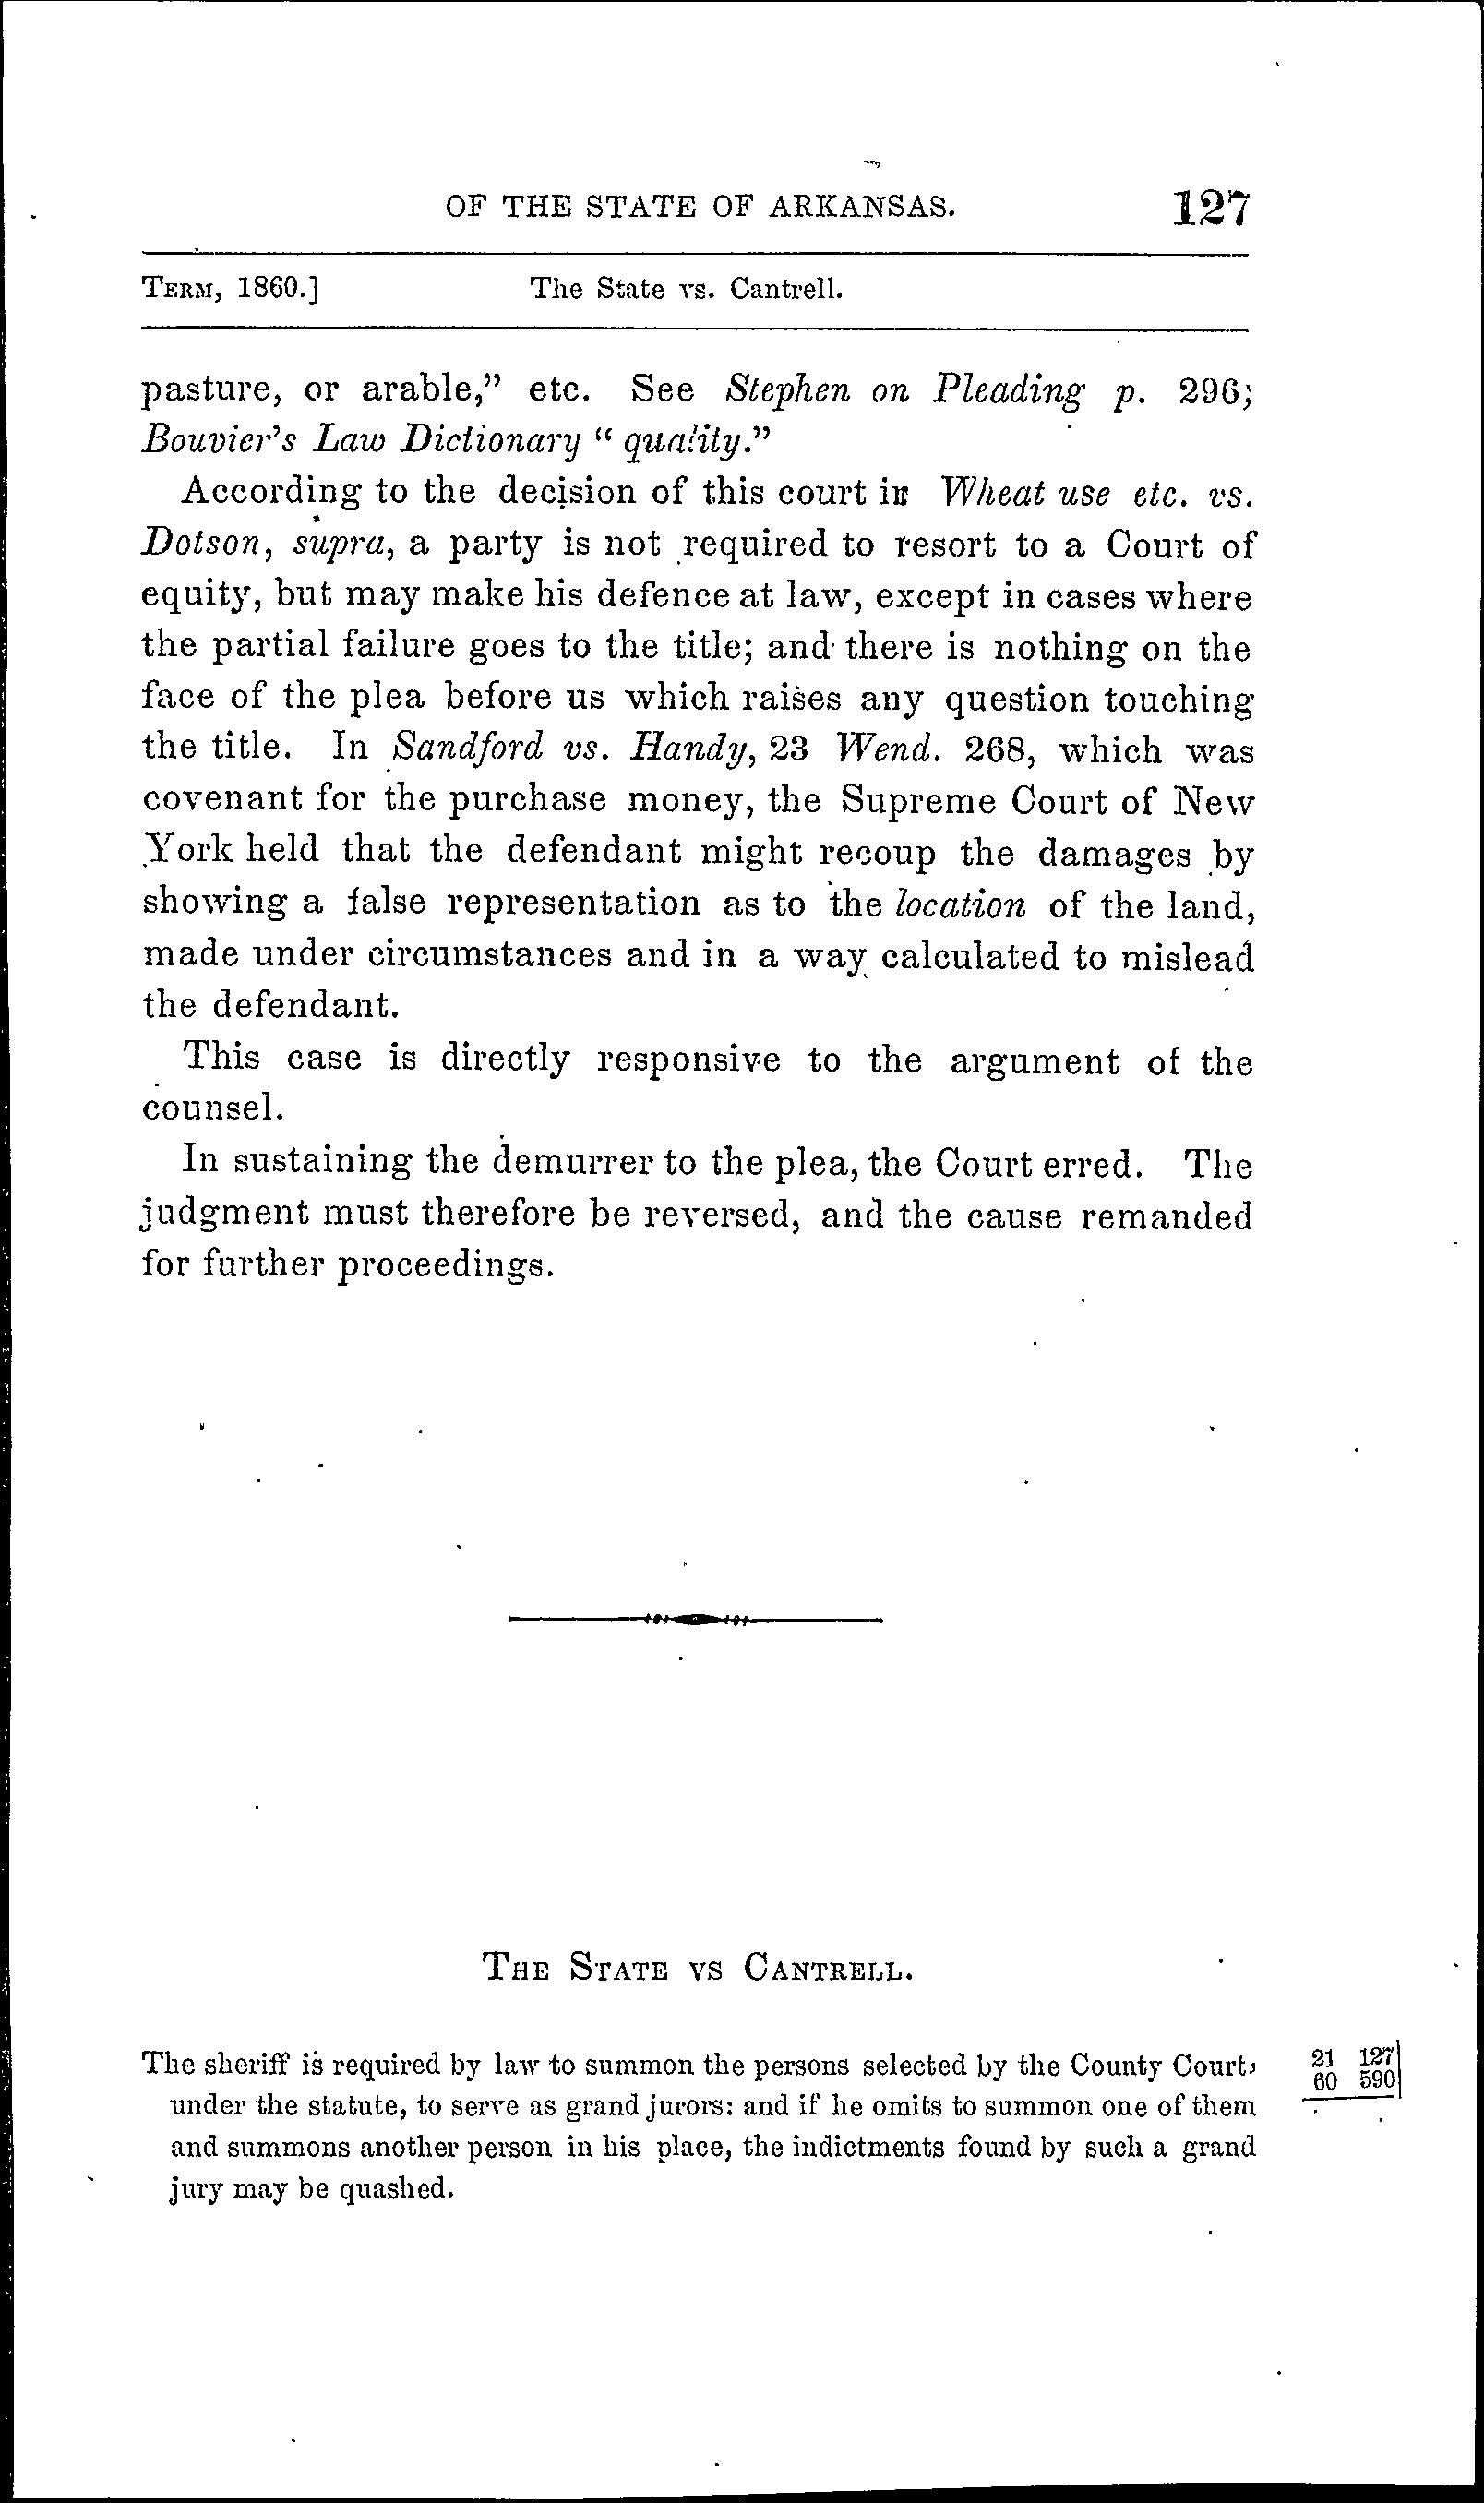 OF THE STATE OF ARKANSAS. 127
TERM, 1860.] The State vs. Cantrell.
pasture, or arable,” etc. See Stephen on Pleading p. 296;
Bouvier’s Law Dictionary “ quality.”
According to the decision of this court in Wheat use etc. vs.
Dotson, supra, a party is not required to resort to a Court of
equity, but may make his defence at law, except in cases where
the partial failure goes to the title; and there is nothing on the
face of the plea before us which raises any question touching
the title. In Sandford vs. Handy, 23 Wend. 268, which was
covenant for the purchase money, the Supreme Court of New
York held that the defendant might recoup the damages by
showing a false representation as to the location of the land,
made under circumstances and in a way calculated to mislead
the defendant.
This case is directly responsive to the argument of the
counsel.
In sustaining the demurrer to the plea, the Court erred. The
judgment must therefore be reversed, and the cause remanded
for further proceedings.
THE STATE VS CANTRELL.
The sheriff is required by law to summon the persons selected by the County Court,
under the statute, to serve as grand jurors: and if he omits to summon one of them
and summons another person in his place, the indictments found by such a grand
jury may be quashed.
21 127
60 590